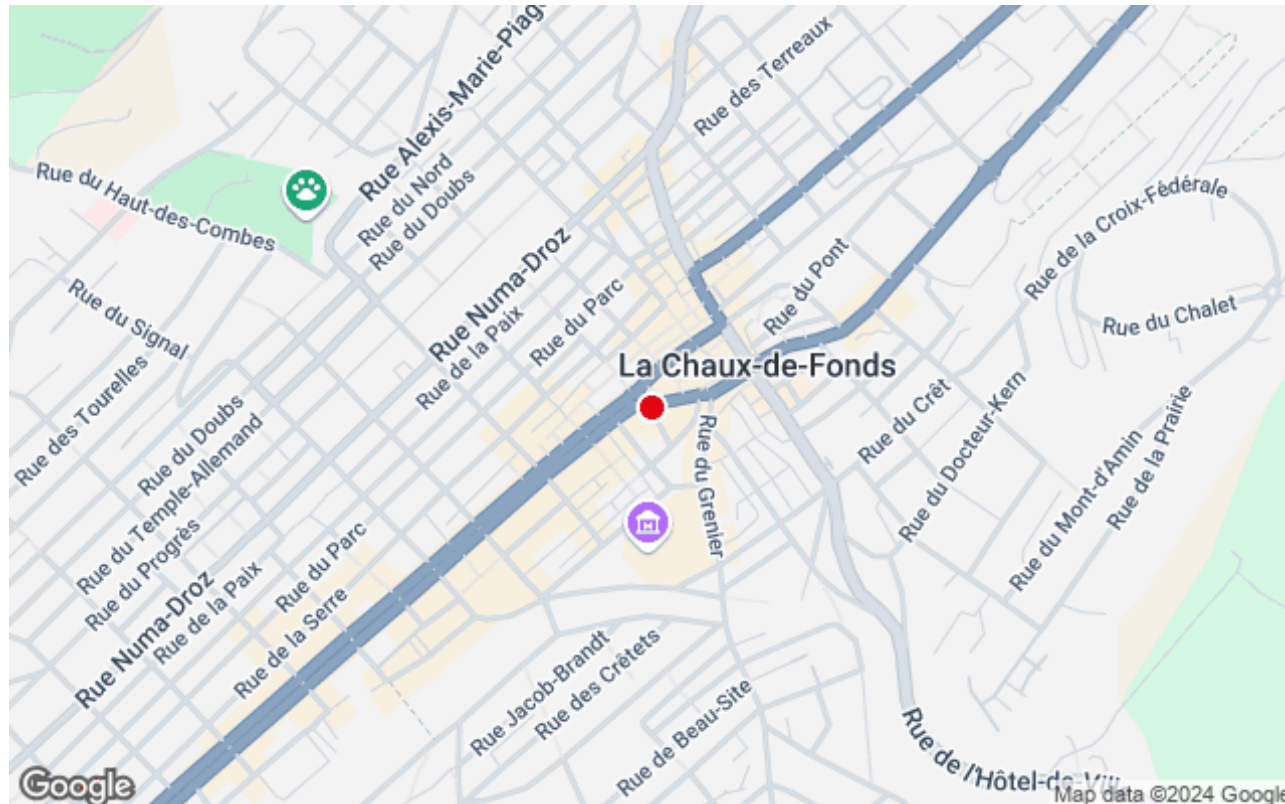 Rue Alexis-Marie-Piag
Rue des Terreaux
Rue du Haut-des-Combes
Rue du Nord
Rue du Doubs
Rue de la Croix-Fédérale
Rue Numa-Droz
Rue du Pont
Rue du Parc
Rue du Signal
Rue de la Paix
Rue du Chalet
La Chaux-de-Fonds
Rue des Tourelles
Rue du Doubs
Rue du Crêt
Rue du Docteur-Kern
Rue du Temple-Allemand
Rue du Grenier
Rue de la Prairie
Rue du Mont-d'Amin
Rue du Progrès
Rue du Parc
Rue de la Paix
Rue Numa-Droz
Rue de la Serre
Rue Jacob-Brandt
Rue des Crêtets
Rue de Beau-Site
Rue de l'Hôtel-de-Vill
Google
Map data ©2024 Google